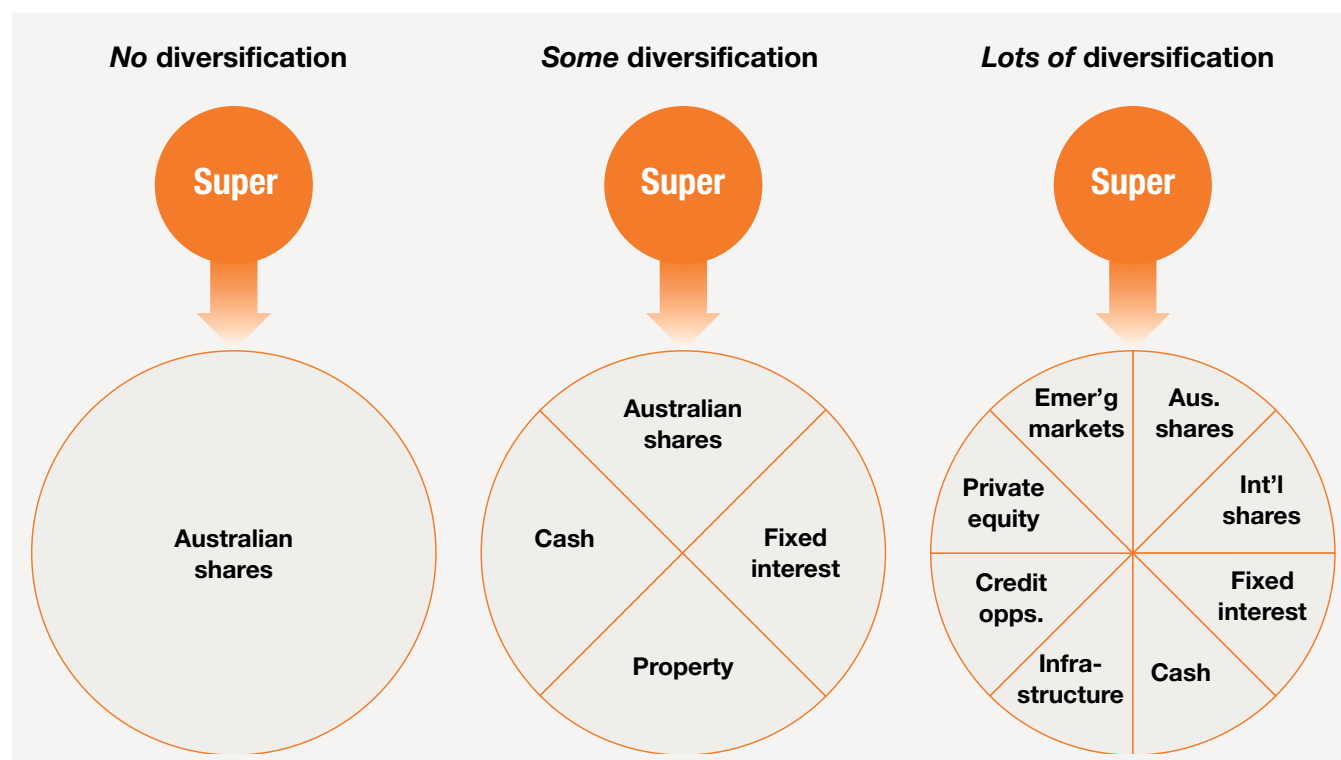 No diversification
Super
Australian
shares
Some diversification
Super
Australian
shares
Cash
Fixed
interest
Property
Lots of diversification
Super
Emer’g
markets
Aus.
shares
Private
equity
Int’l
shares
Credit
opps.
Fixed
interest
Infra-
structure
Cash